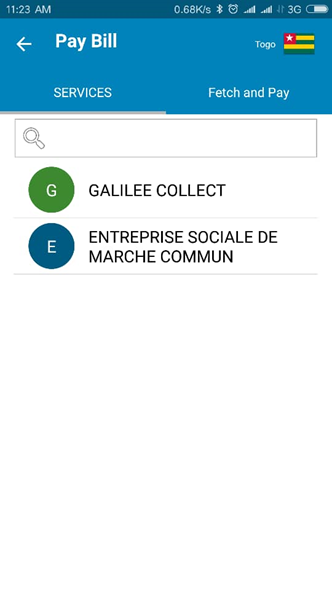 11:23 AM 0.68K/s 3G
Pay Bill
Togo
SERVICES Fetch and Pay
G GALILEE COLLECT
E ENTREPRISE SOCIALE DE
MARCHE COMMUN